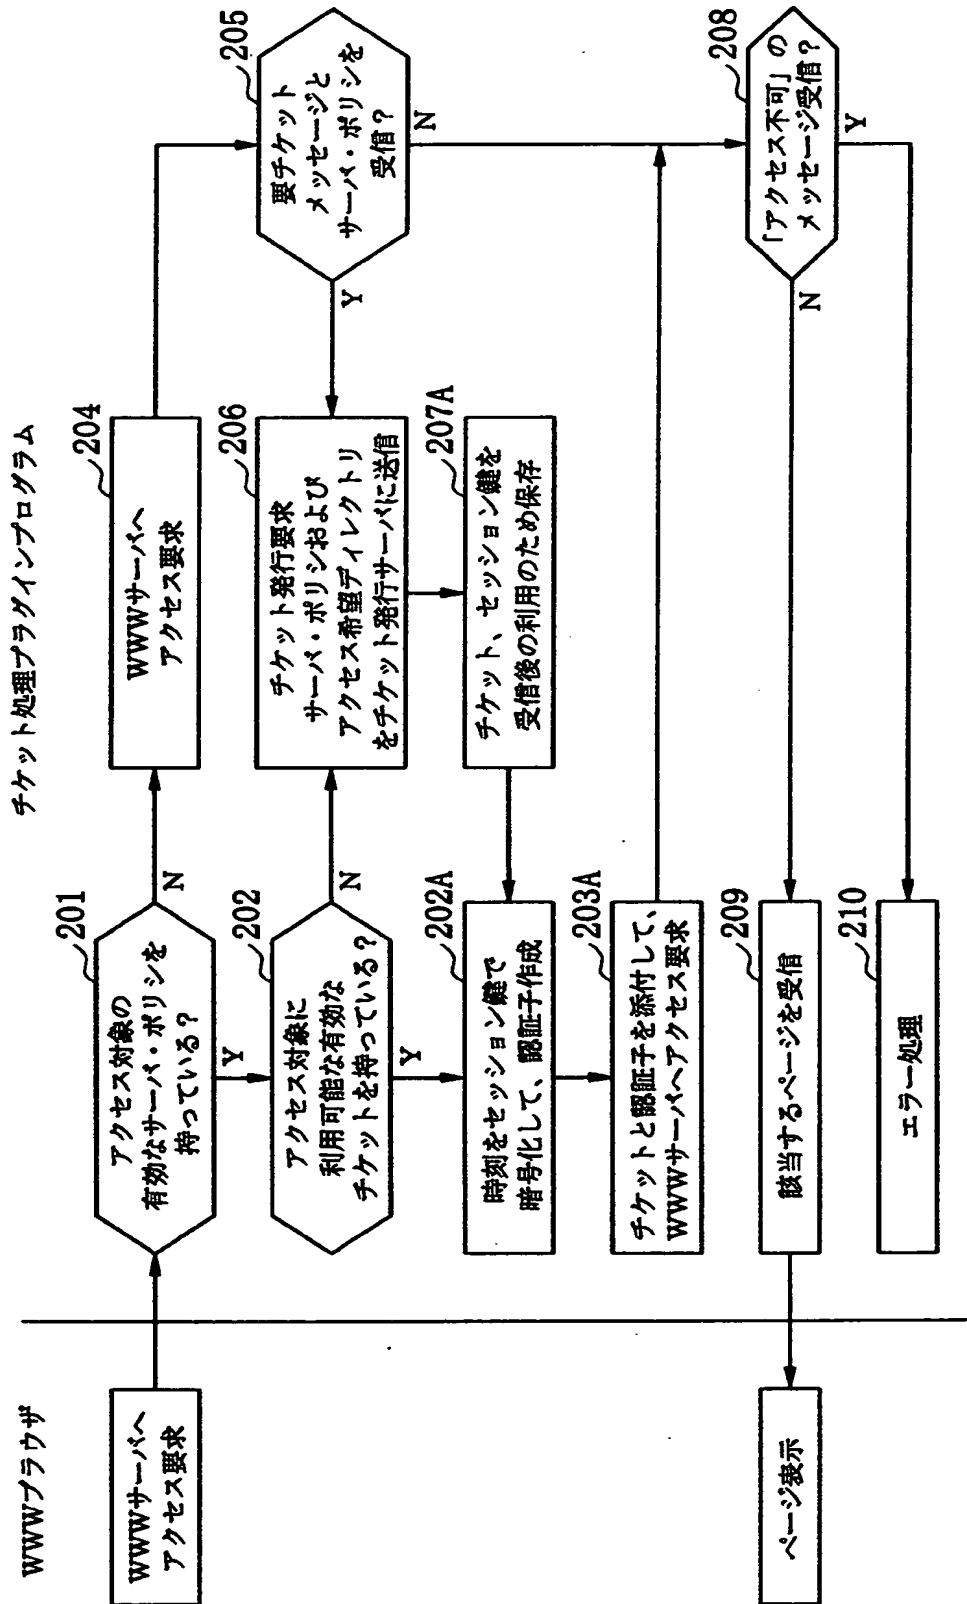 WWWブラウザ
チケット処理プラグインプログラム
WWWサーバへ
アクセス要求
201
アクセス対象の
有効なサーバ・ポリシを
持っている?
N
Y
204
WWWサーバへ
アクセス要求
205
要チケット
メッセージと
サーバ・ポリシを
受信?
Y
N
202
アクセス対象に
利用可能な有効な
チケットを持っている?
N
Y
206
チケット発行要求
サーバ・ポリシおよび
アクセス希望ディレクトリ
をチケット発行サーバに送信
202A
時刻をセッション鍵で
暗号化して、認証子作成
207A
チケット、セッション鍵を
受信後の利用のため保存
203A
チケットと認証子を添付して、
WWWサーバへアクセス要求
208
「アクセス不可」の
メッセージ受信?
N
Y
209
該当するページを受信
ページ表示
210
エラー処理